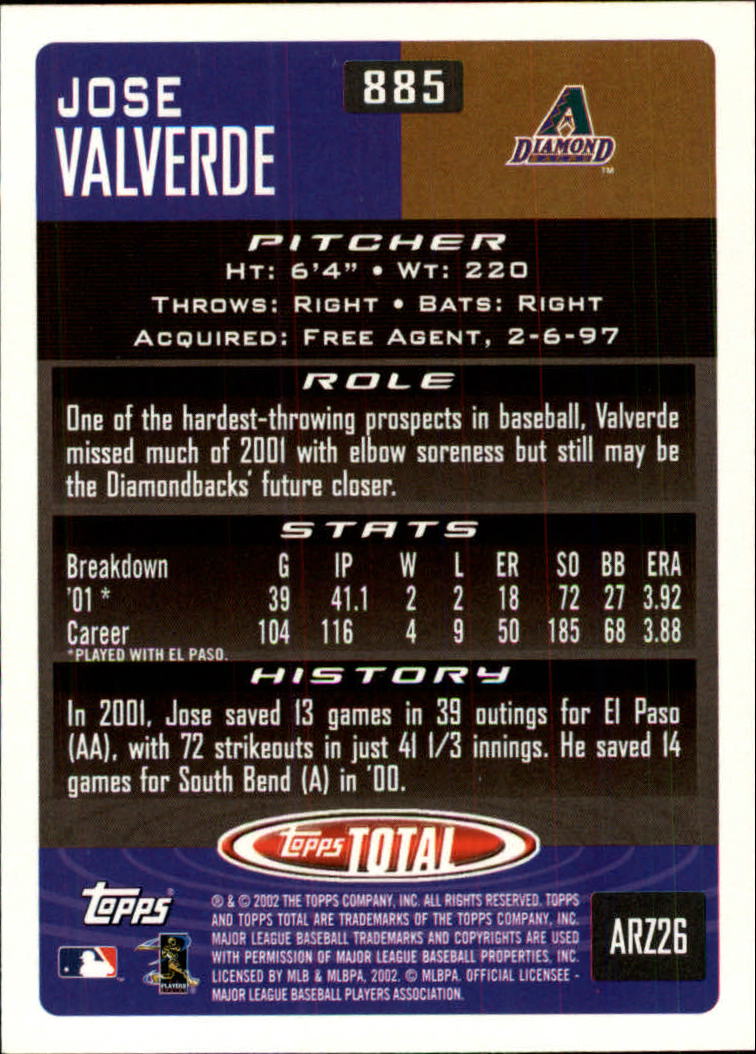 885
JOSE
VALVERDE
A
DIAMOND
BACKS
TM
PITCHER
HT: 6'4" • WT: 220
THROWS: RIGHT • BATS: RIGHT
ACQUIRED: FREE AGENT, 2-6-97
ROLE
One of the hardest-throwing prospects in baseball, Valverde
missed much of 2001 with elbow soreness but still may be
the Diamondbacks' future closer.
STATS
Breakdown G IP W L ER SO BB ERA
'01 * 39 41.1 2 2 18 72 27 3.92
Career 104 116 4 9 50 185 68 3.88
*PLAYED WITH EL PASO.
HISTORY
In 2001, Jose saved 13 games in 39 outings for El Paso
(AA), with 72 strikeouts in just 41 1/3 innings. He saved 14
games for South Bend (A) in '00.
topps TOTAL
topps®
® & © 2002 THE TOPPS COMPANY, INC. ALL RIGHTS RESERVED. TOPPS
AND TOPPS TOTAL ARE TRADEMARKS OF THE TOPPS COMPANY, INC.
MAJOR LEAGUE BASEBALL TRADEMARKS AND COPYRIGHTS ARE USED
WITH PERMISSION OF MAJOR LEAGUE BASEBALL PROPERTIES, INC.
LICENSED BY MLB & MLBPA, 2002. © MLBPA. OFFICIAL LICENSEE -
MAJOR LEAGUE BASEBALL PLAYERS ASSOCIATION.
ARZ26
PLAYERS